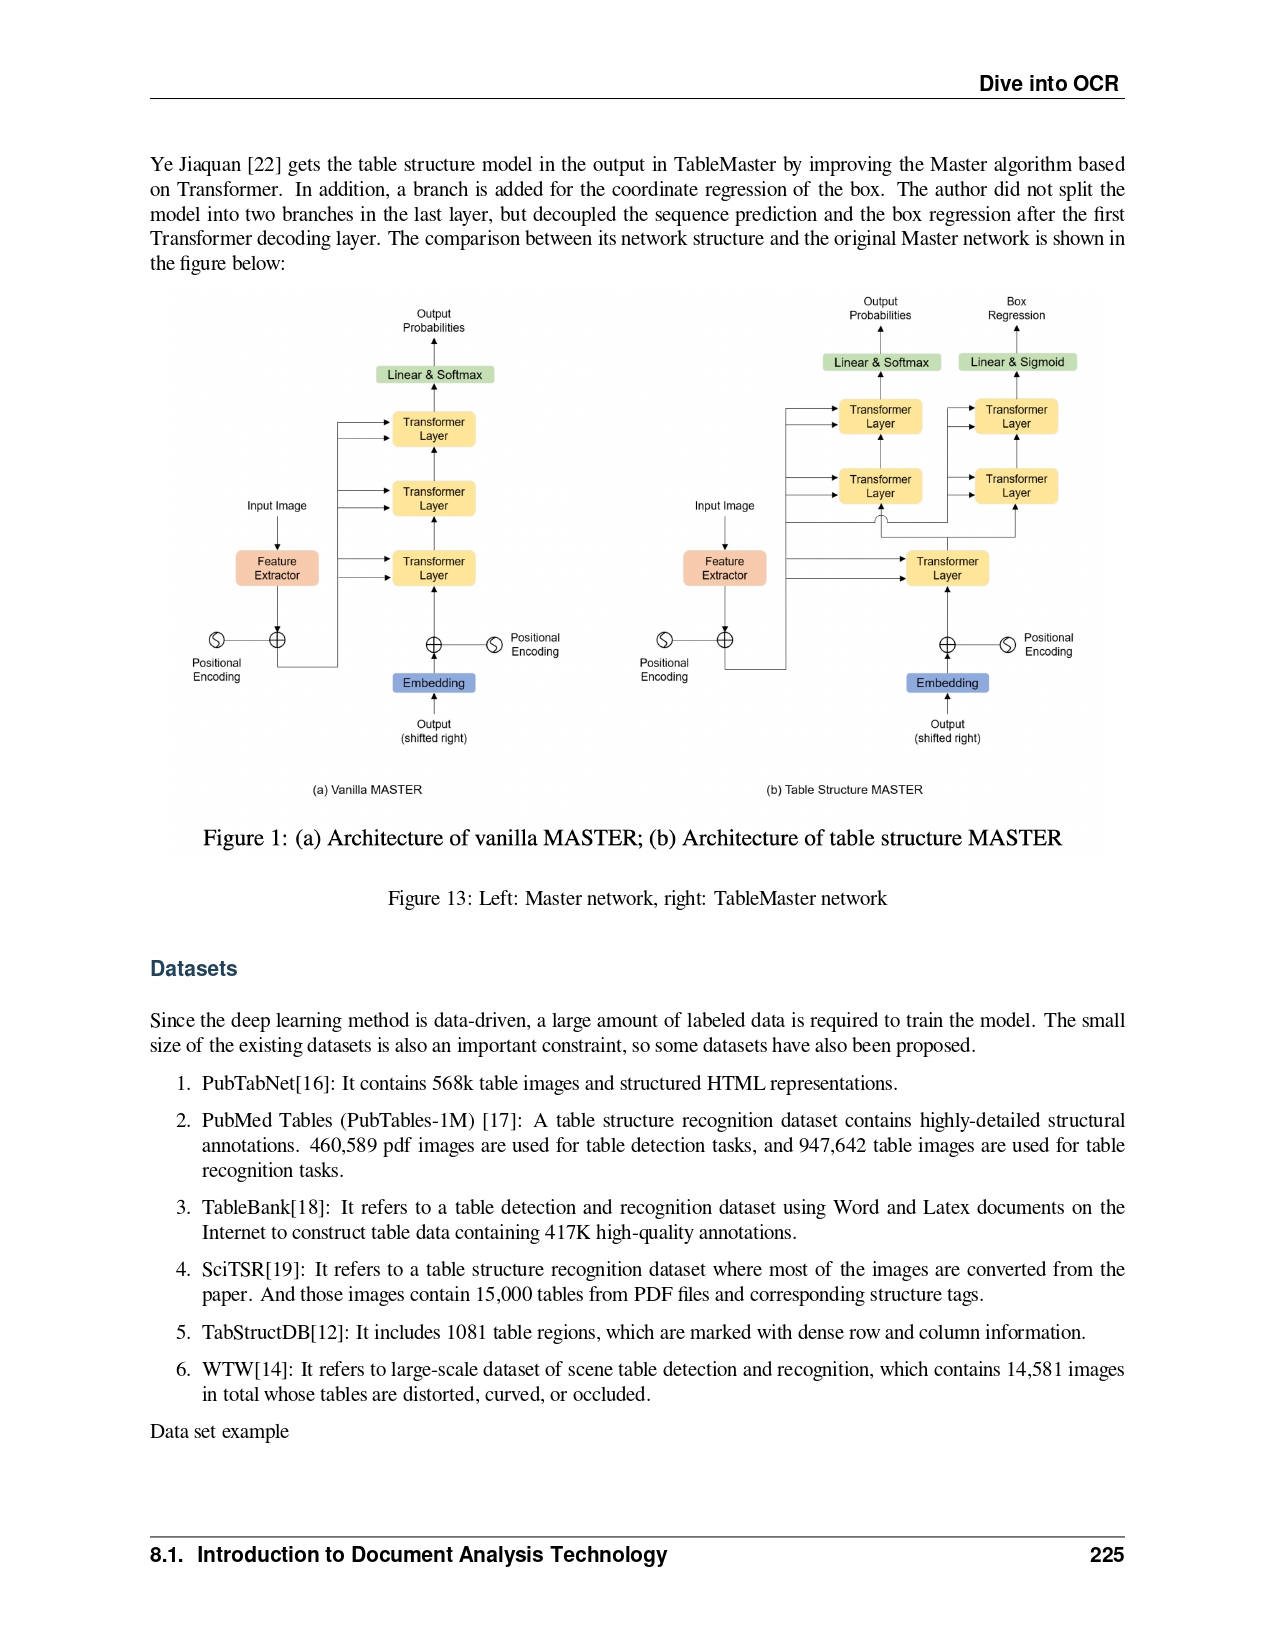 Dive into OCR
Ye Jiaquan [22] gets the table structure model in the output in TableMaster by improving the Master algorithm based
on Transformer. In addition, a branch is added for the coordinate regression of the box. The author did not split the
model into two branches in the last layer, but decoupled the sequence prediction and the box regression after the first
Transformer decoding layer. The comparison between its network structure and the original Master network is shown in
the figure below:
Output
Probabilities
Linear & Softmax
Transformer
Layer
Transformer
Layer
Input Image
Feature
Extractor
Transformer
Layer
Positional
Encoding
Positional
Encoding
Embedding
Output
(shifted right)
(a) Vanilla MASTER
Output
Probabilities
Box
Regression
Linear & Softmax
Linear & Sigmoid
Transformer
Layer
Transformer
Layer
Transformer
Layer
Transformer
Layer
Input Image
Feature
Extractor
Transformer
Layer
Positional
Encoding
Positional
Encoding
Embedding
Output
(shifted right)
(b) Table Structure MASTER
Figure 1: (a) Architecture of vanilla MASTER; (b) Architecture of table structure MASTER
Figure 13: Left: Master network, right: TableMaster network
Datasets
Since the deep learning method is data-driven, a large amount of labeled data is required to train the model. The small
size of the existing datasets is also an important constraint, so some datasets have also been proposed.
1. PubTabNet[16]: It contains 568k table images and structured HTML representations.
2. PubMed Tables (PubTables-1M) [17]: A table structure recognition dataset contains highly-detailed structural
annotations. 460,589 pdf images are used for table detection tasks, and 947,642 table images are used for table
recognition tasks.
3. TableBank[18]: It refers to a table detection and recognition dataset using Word and Latex documents on the
Internet to construct table data containing 417K high-quality annotations.
4. SciTSR[19]: It refers to a table structure recognition dataset where most of the images are converted from the
paper. And those images contain 15,000 tables from PDF files and corresponding structure tags.
5. TabStructDB[12]: It includes 1081 table regions, which are marked with dense row and column information.
6. WTW[14]: It refers to large-scale dataset of scene table detection and recognition, which contains 14,581 images
in total whose tables are distorted, curved, or occluded.
Data set example
8.1. Introduction to Document Analysis Technology 225